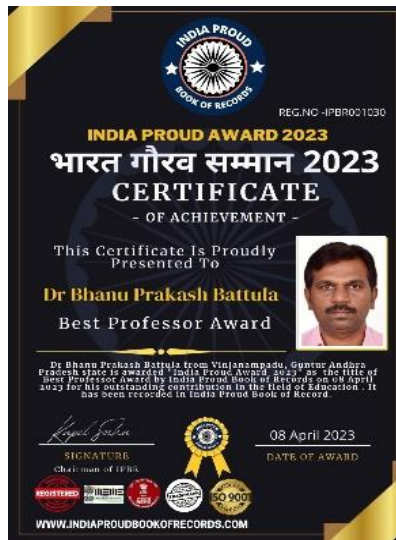 INDIA PROUD
BOOK OF RECORDS
REG.NO -IPBR001030
INDIA PROUD AWARD 2023
भारत गौरव सम्मान 2023
CERTIFICATE
- OF ACHIEVEMENT -
This Certificate Is Proudly
Presented To
Dr Bhanu Prakash Battula
Best Professor Award
Dr Bhanu Prakash Battula from Vinjanampadu, Guntur Andhra
Pradesh state is awarded "India Proud Award 2023" as the title of
Best Professor Award by India Proud Book of Records on 08 April
2023 for his outstanding contribution in the field of Education . It
has been recorded in India Proud Book of Record.
SIGNATURE
Chairman of IPBR
08 April 2023
DATE OF AWARD
REGISTERED
ISO 9001
WWW.INDIAPROUDBOOKOFRECORDS.COM